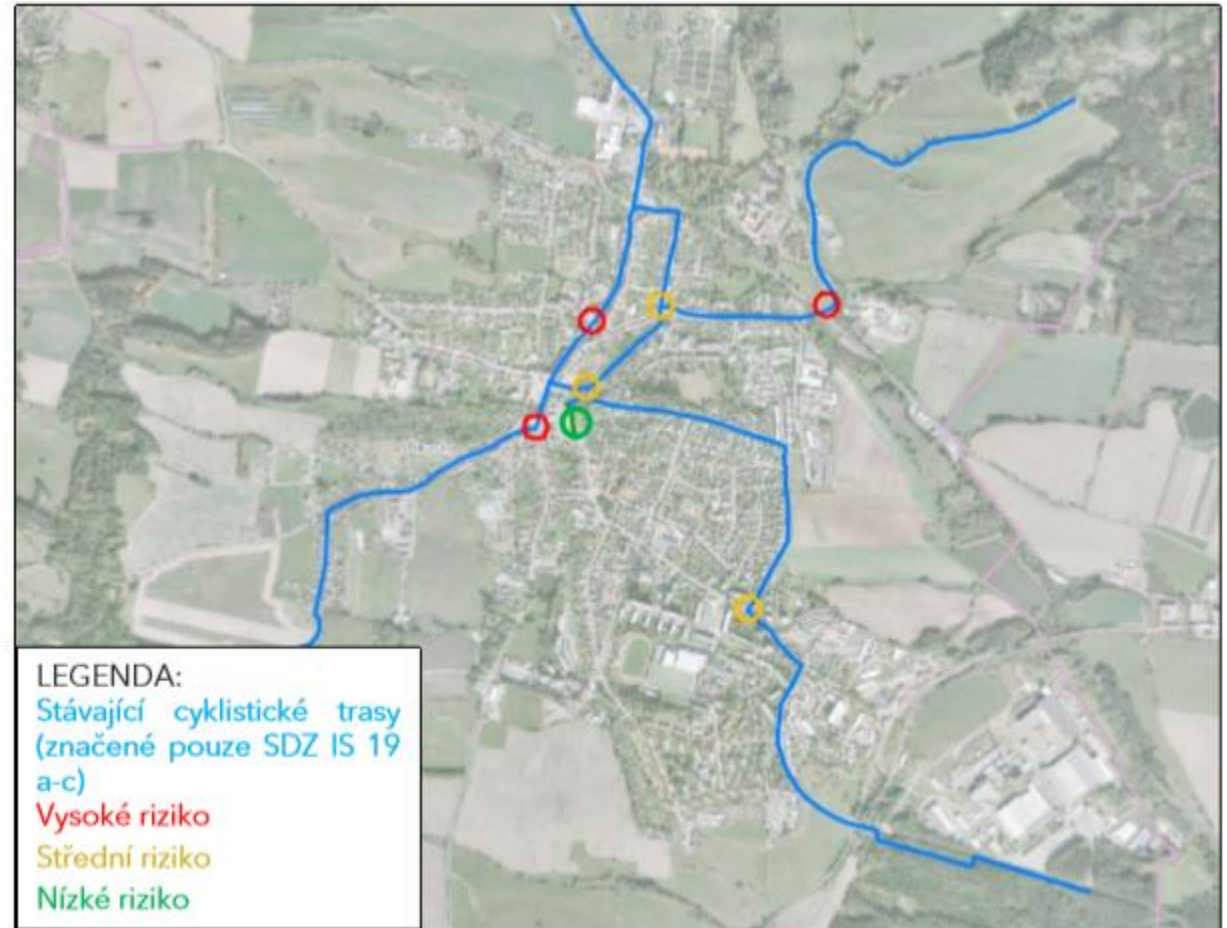 LEGENDA:
Stávající cyklistické trasy
(značené pouze SDZ IS 19
a-c)
Vysoké riziko
Střední riziko
Nízké riziko